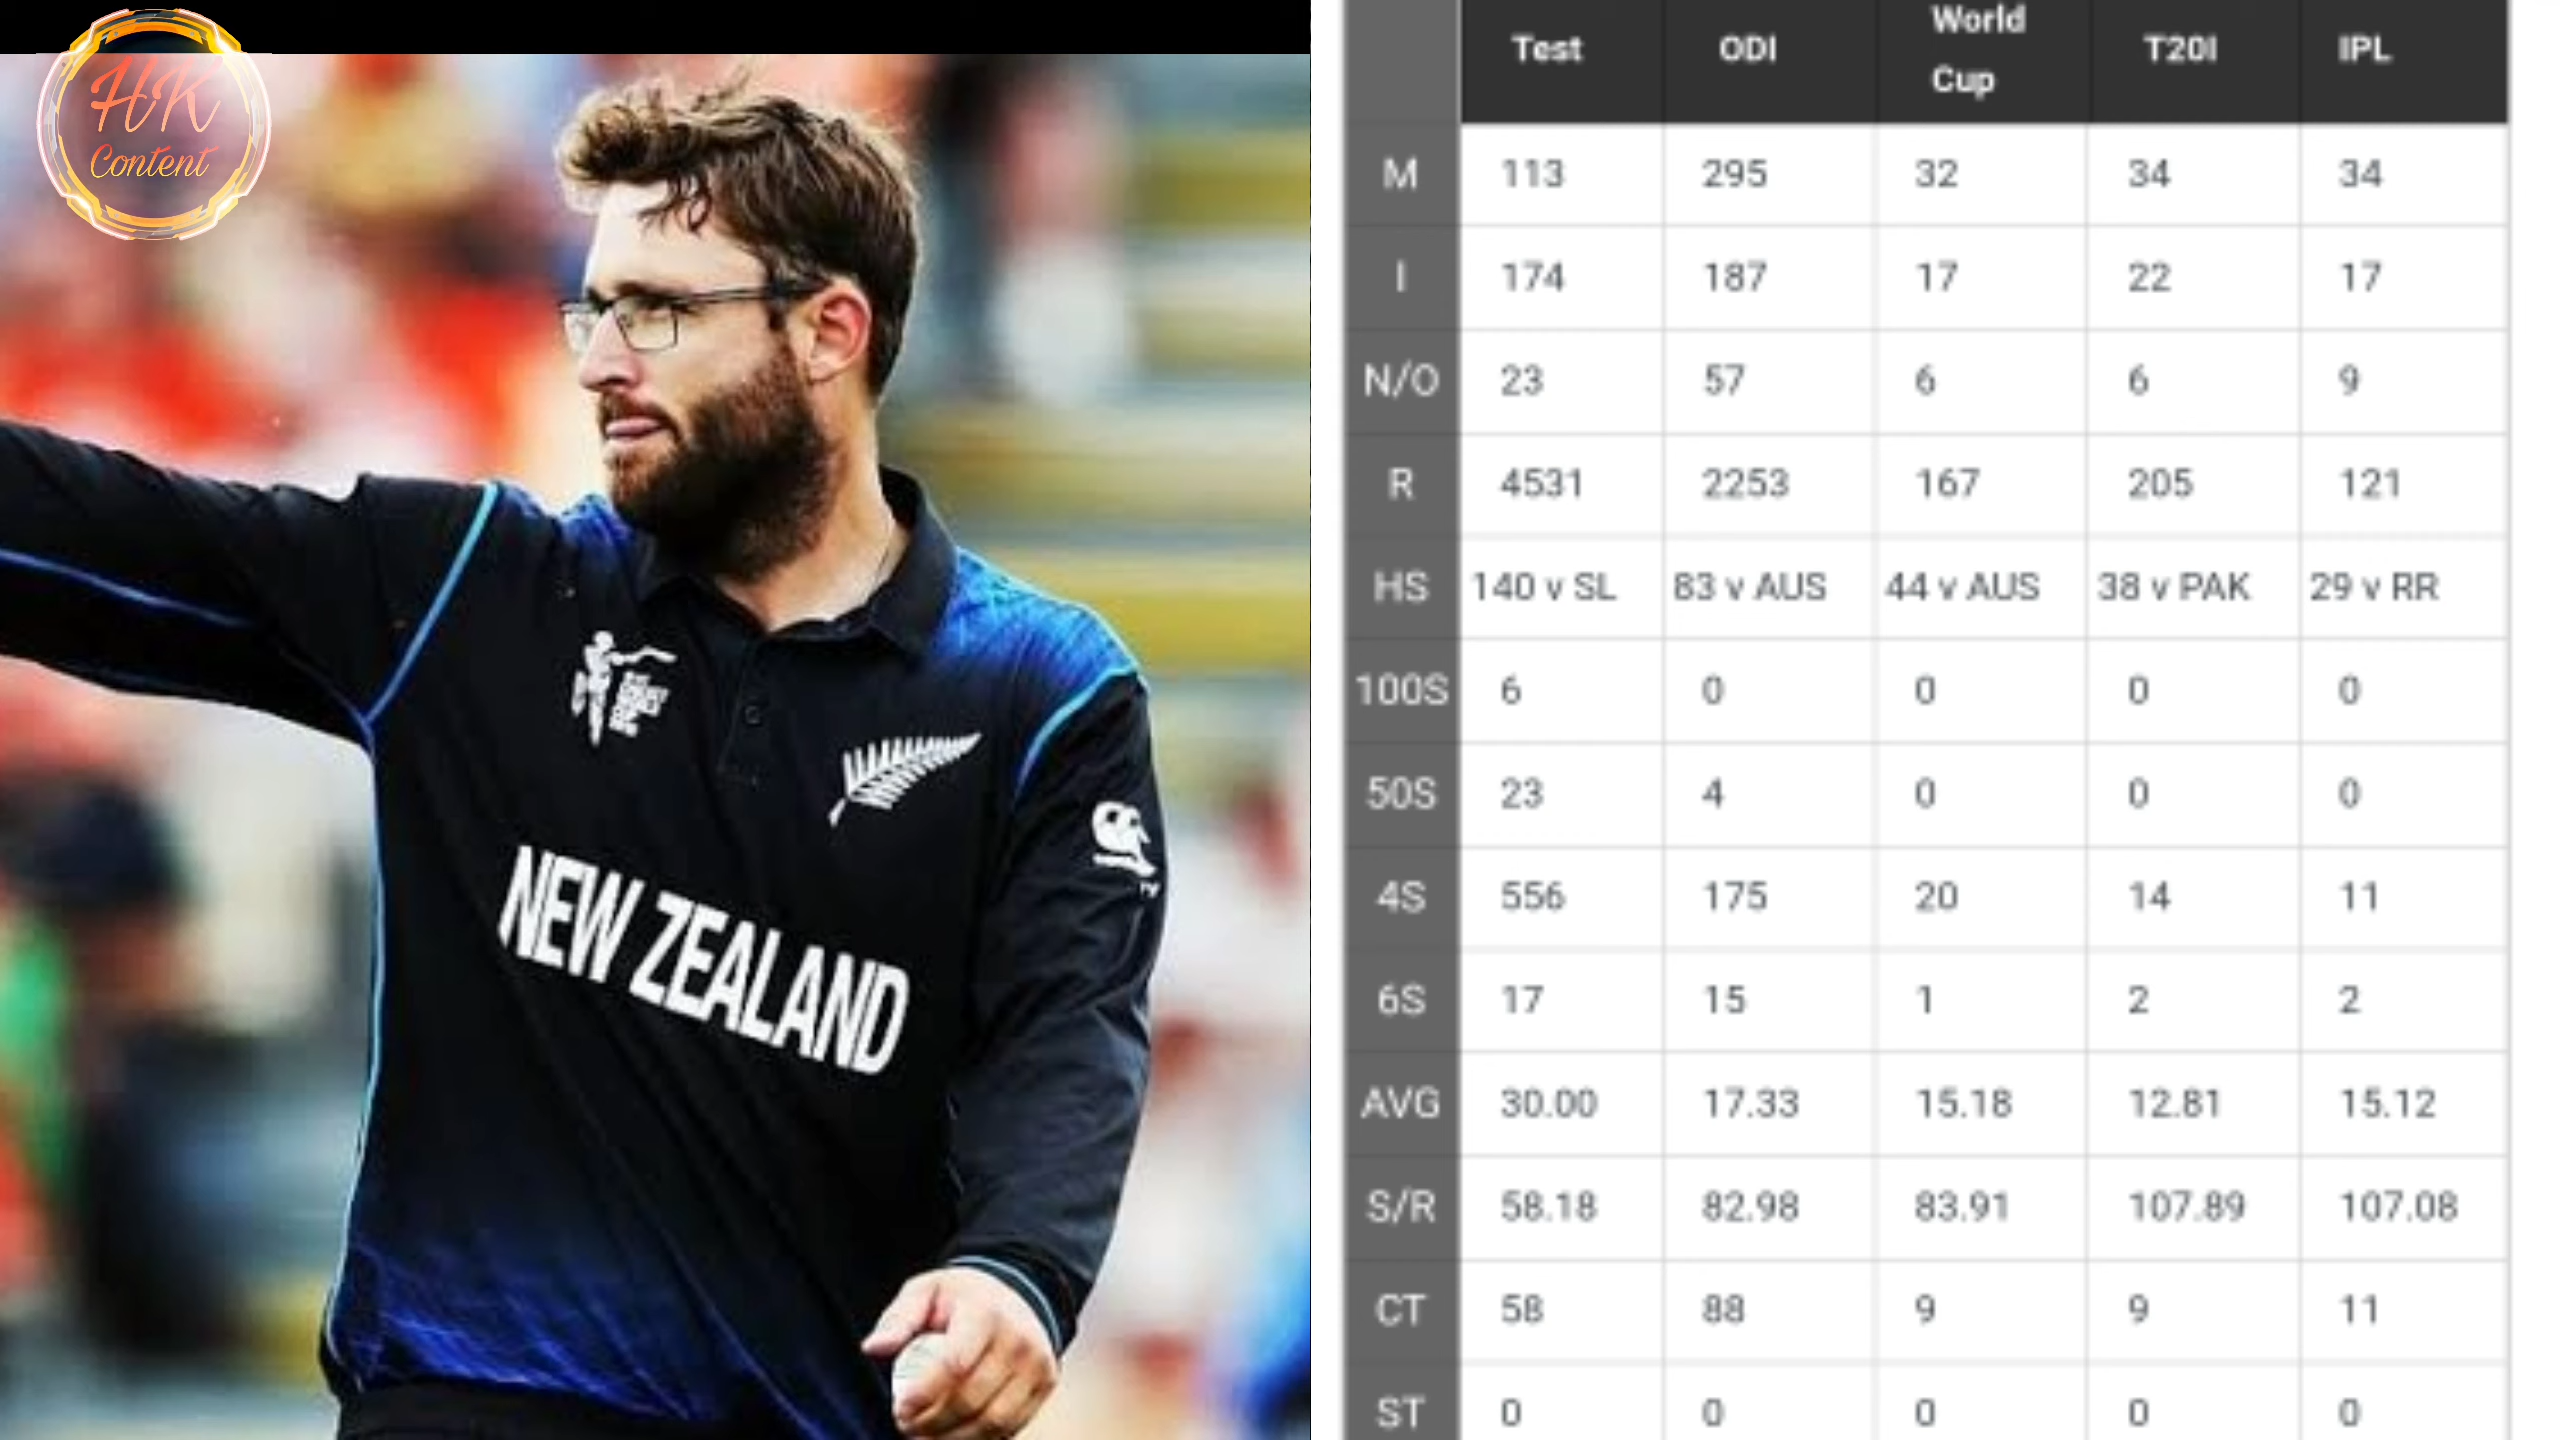 HK
Content
NEW ZEALAND
Test ODI World Cup T20I IPL
M 113 295 32 34 34
I 174 187 17 22 17
N/O 23 57 6 6 9
R 4531 2253 167 205 121
HS 140 v SL 83 v AUS 44 v AUS 38 v PAK 29 v RR
100S 6 0 0 0 0
50S 23 4 0 0 0
4S 556 175 20 14 11
6S 17 15 1 2 2
AVG 30.00 17.33 15.18 12.81 15.12
S/R 58.18 82.98 83.91 107.89 107.08
CT 58 88 9 9 11
ST 0 0 0 0 0